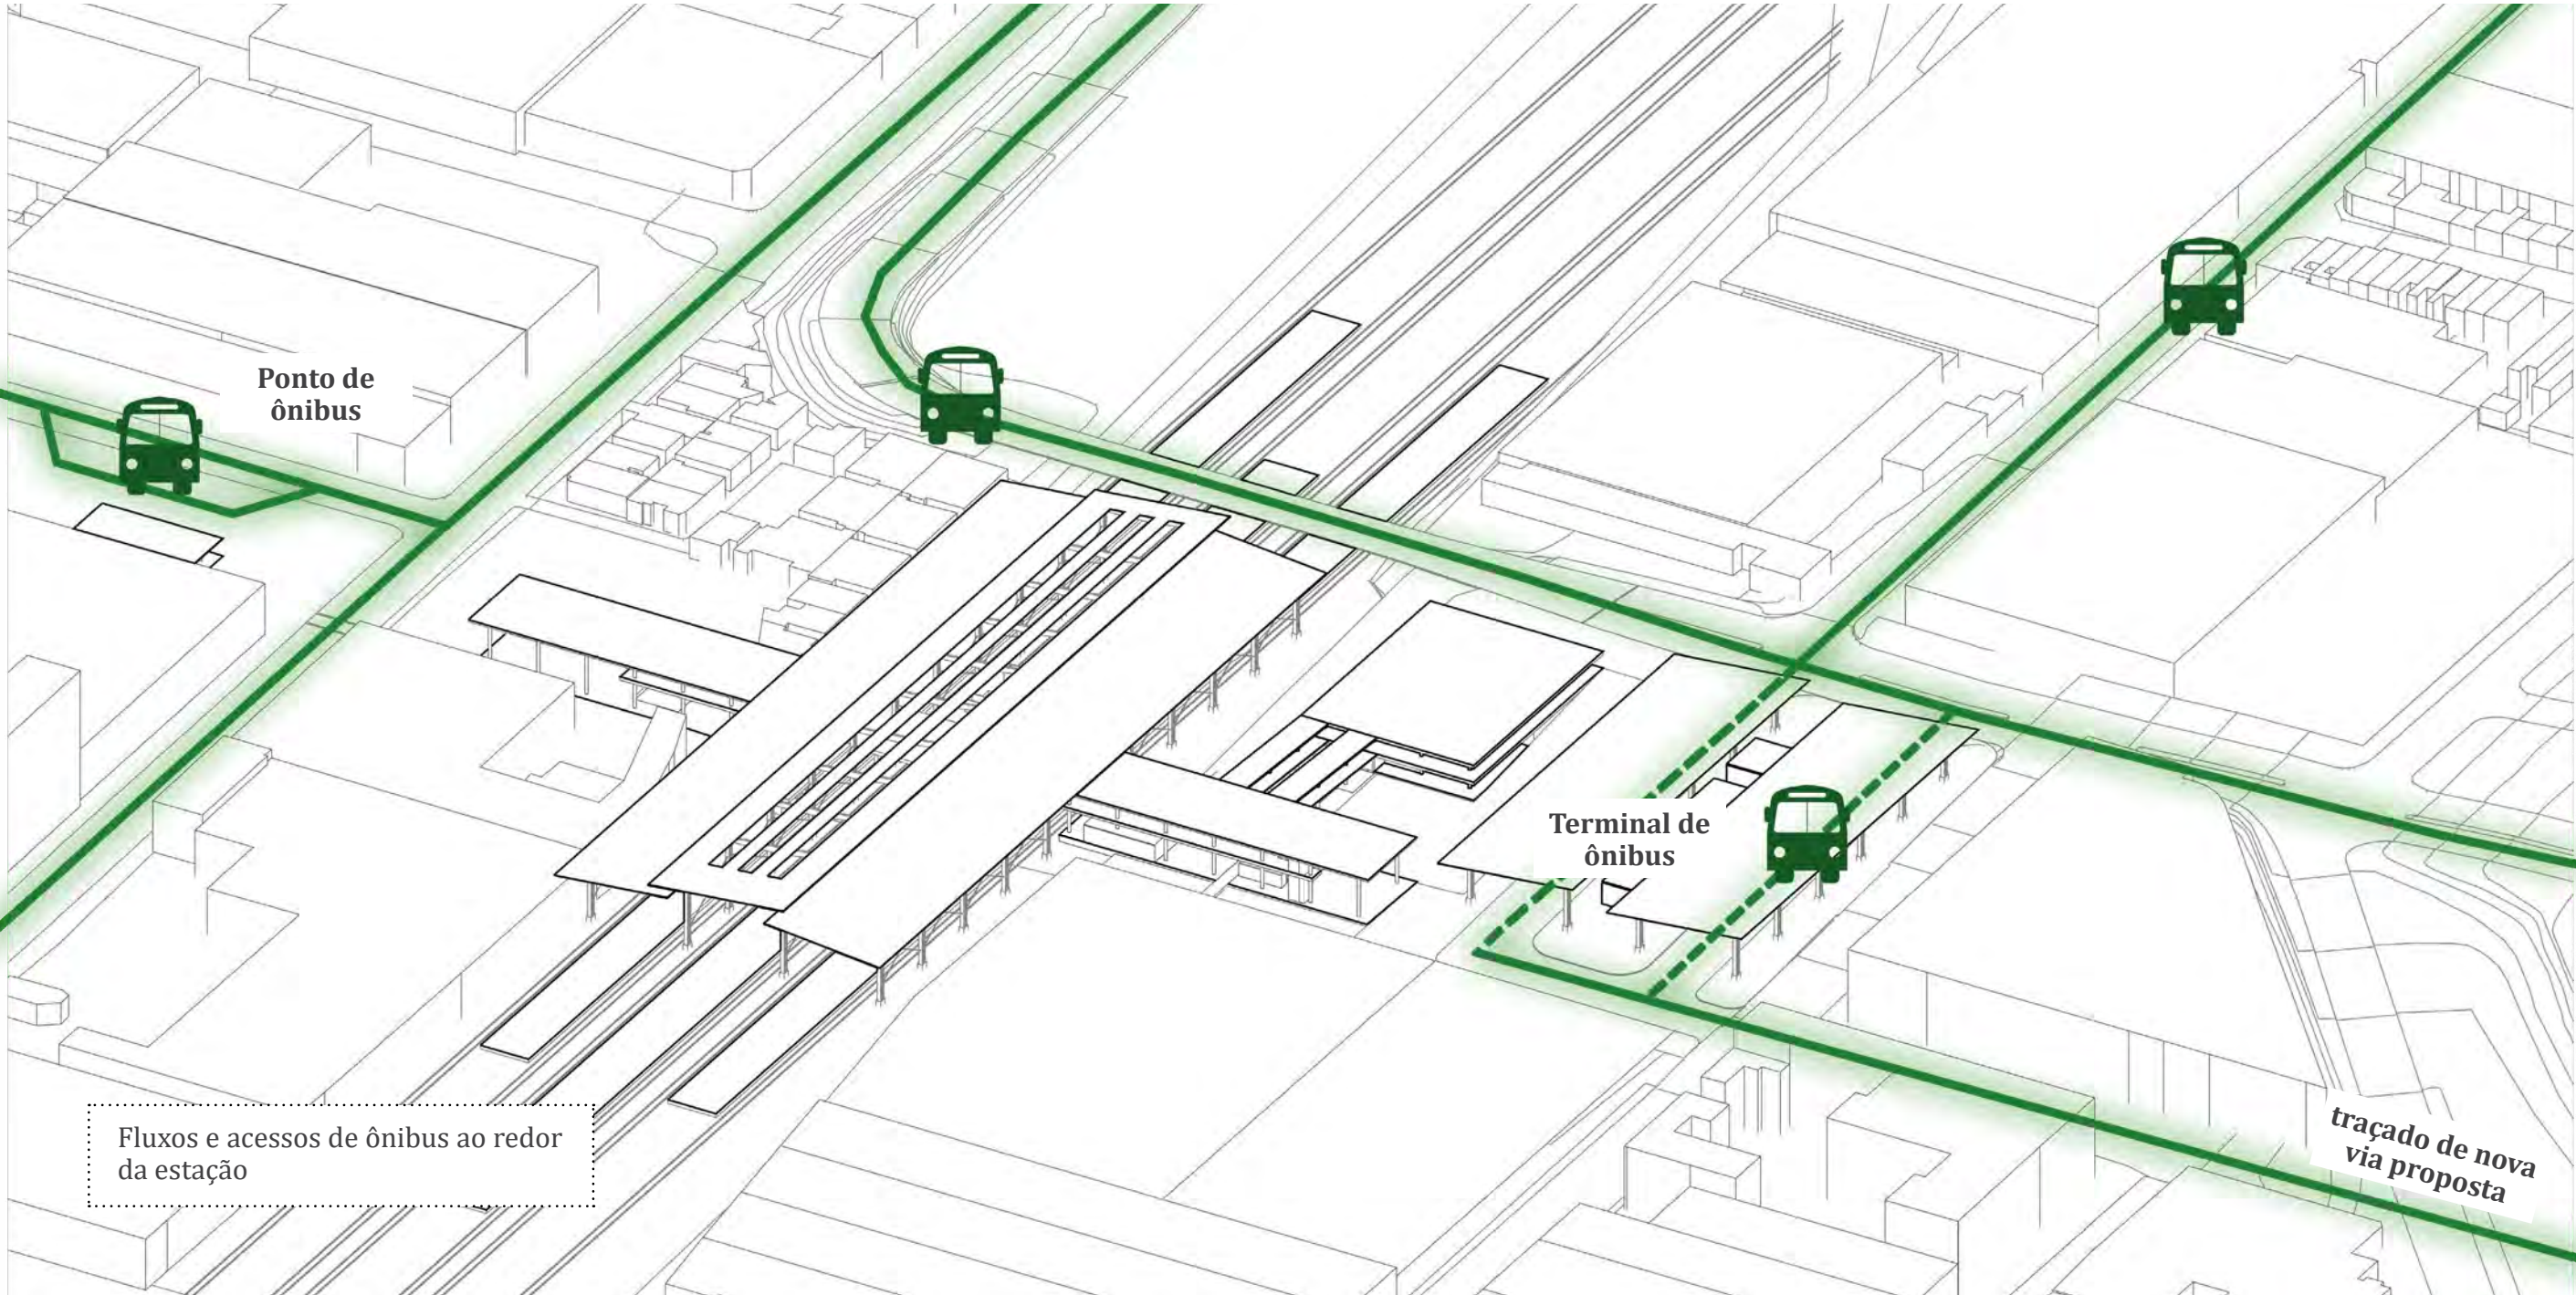 Ponto de
ônibus
Terminal de
ônibus
Fluxos e acessos de ônibus ao redor
da estação
traçado de nova
via proposta